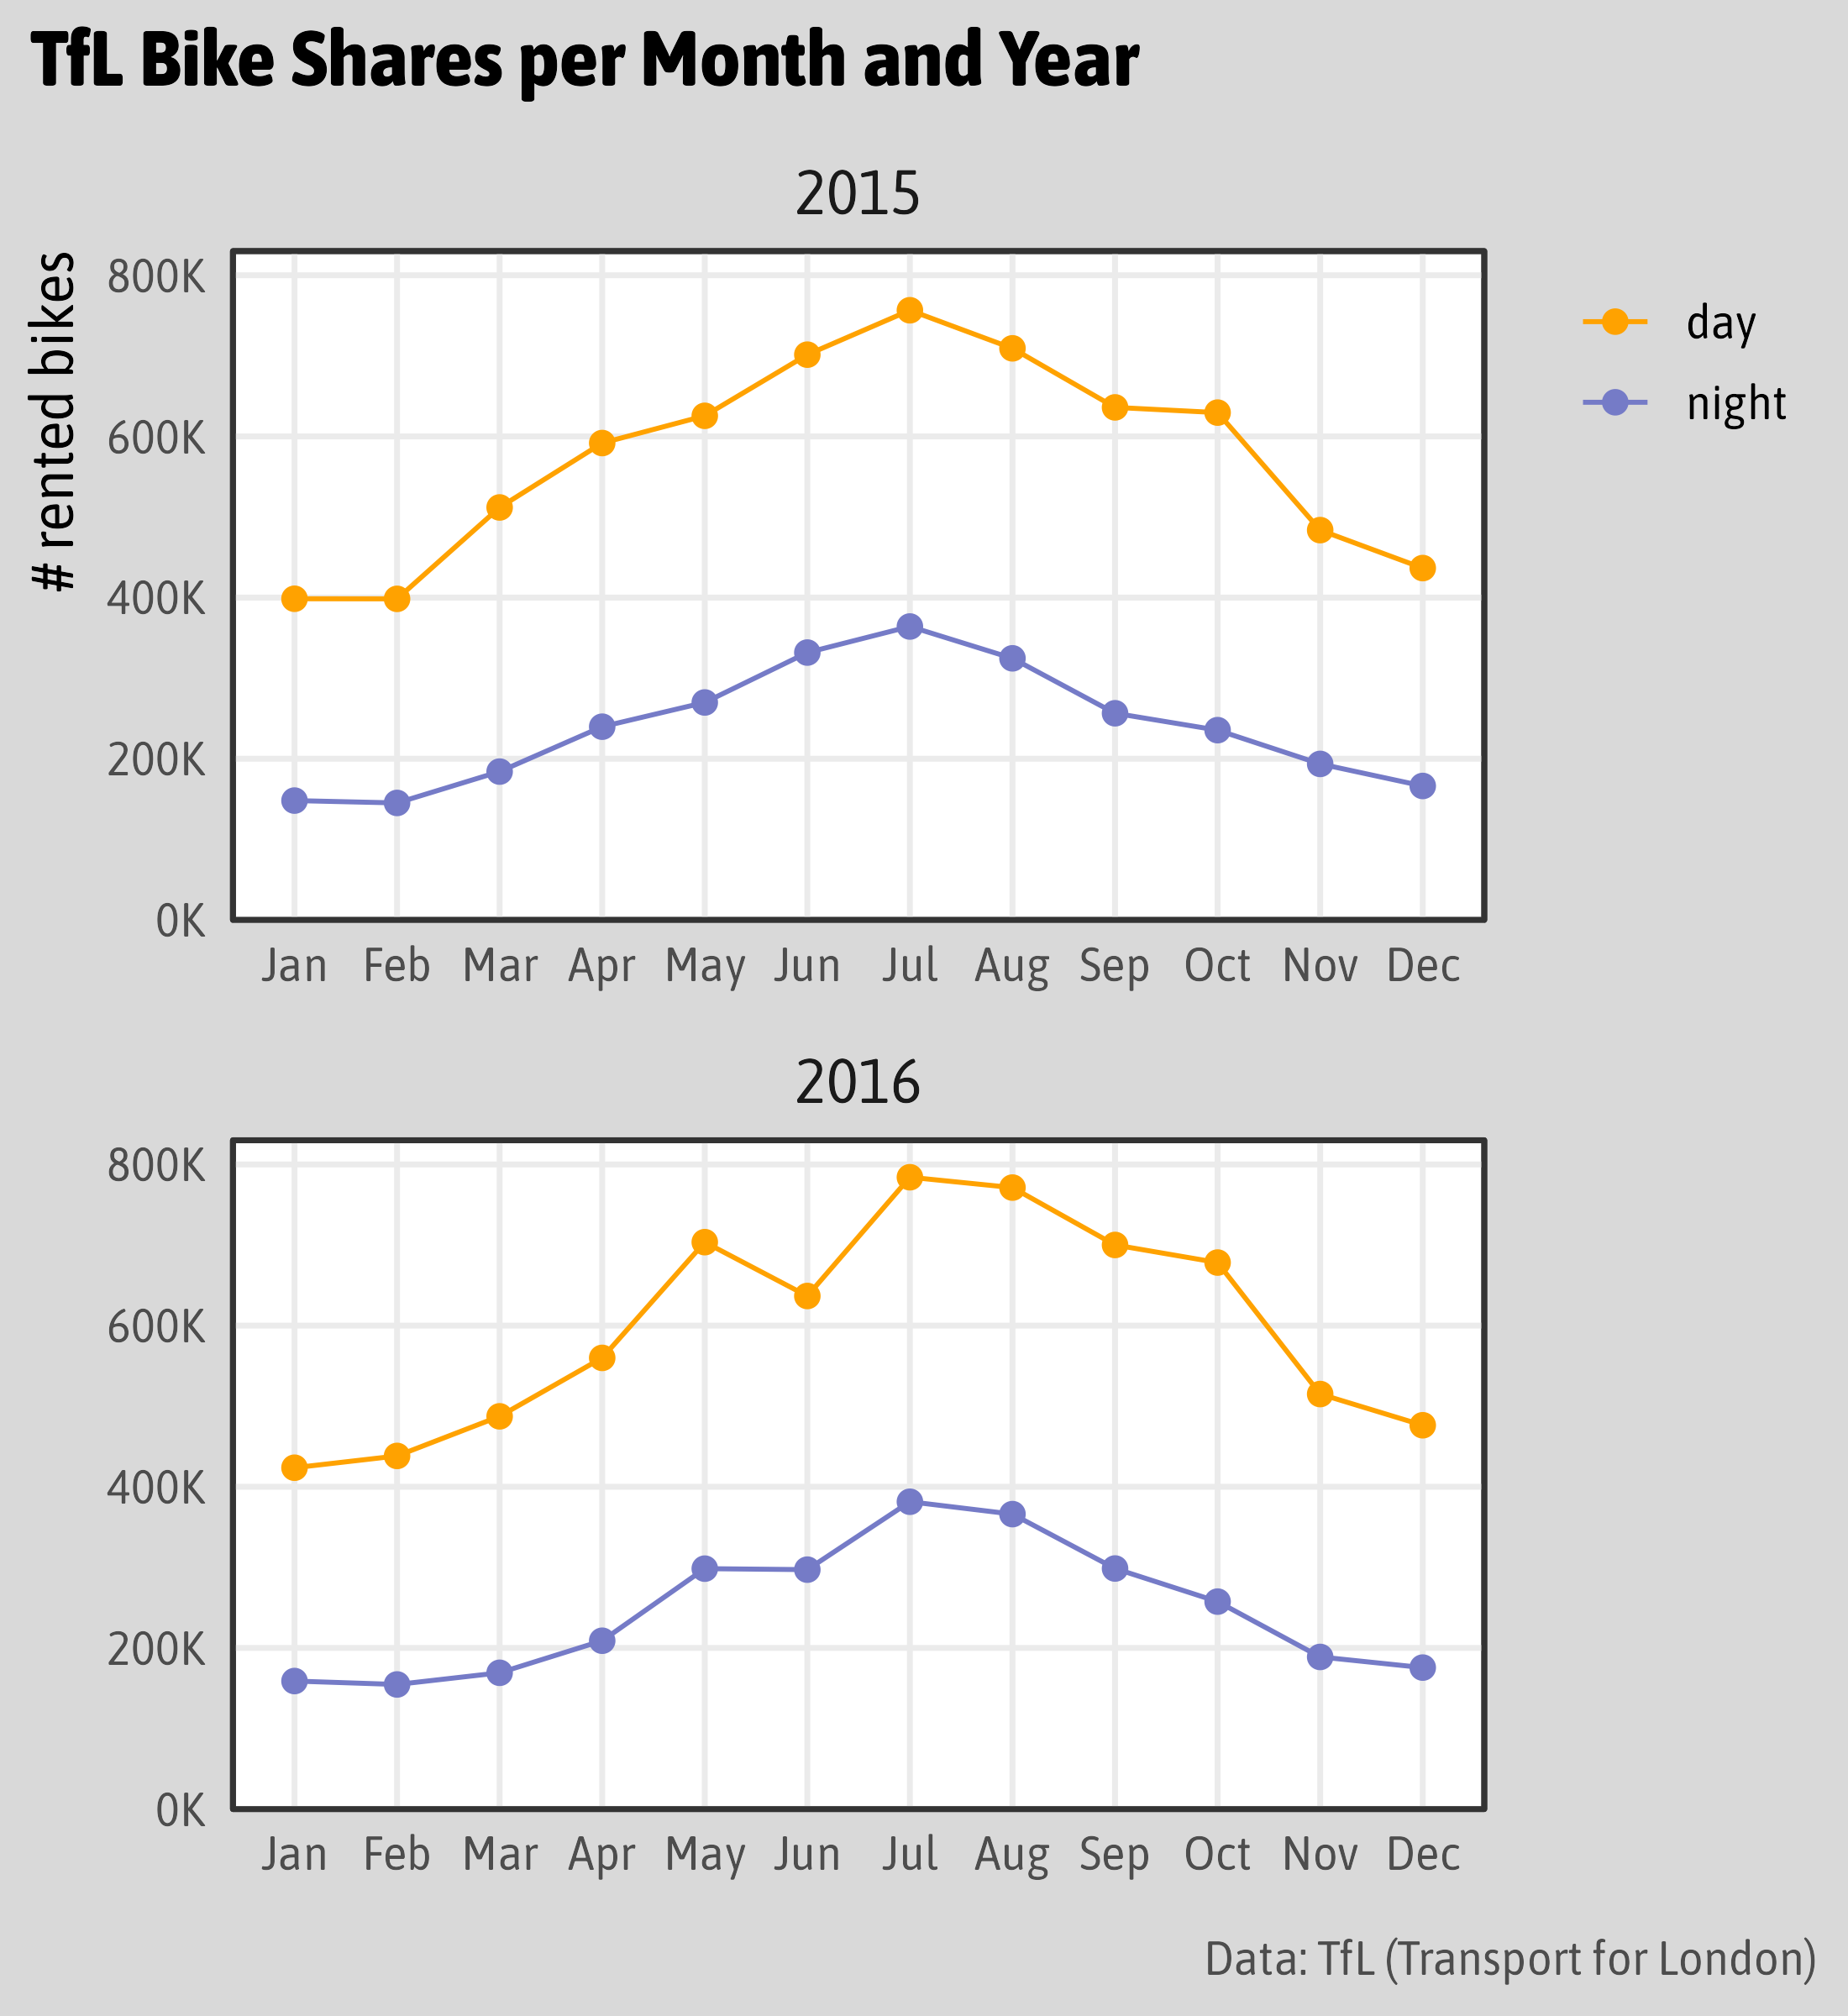 TfL Bike Shares per Month and Year
2015
# rented bikes
800K
600K
400K
200K
0K
Jan Feb Mar Apr May Jun Jul Aug Sep Oct Nov Dec
day
night
2016
800K
600K
400K
200K
0K
Jan Feb Mar Apr May Jun Jul Aug Sep Oct Nov Dec
Data: TfL (Transport for London)